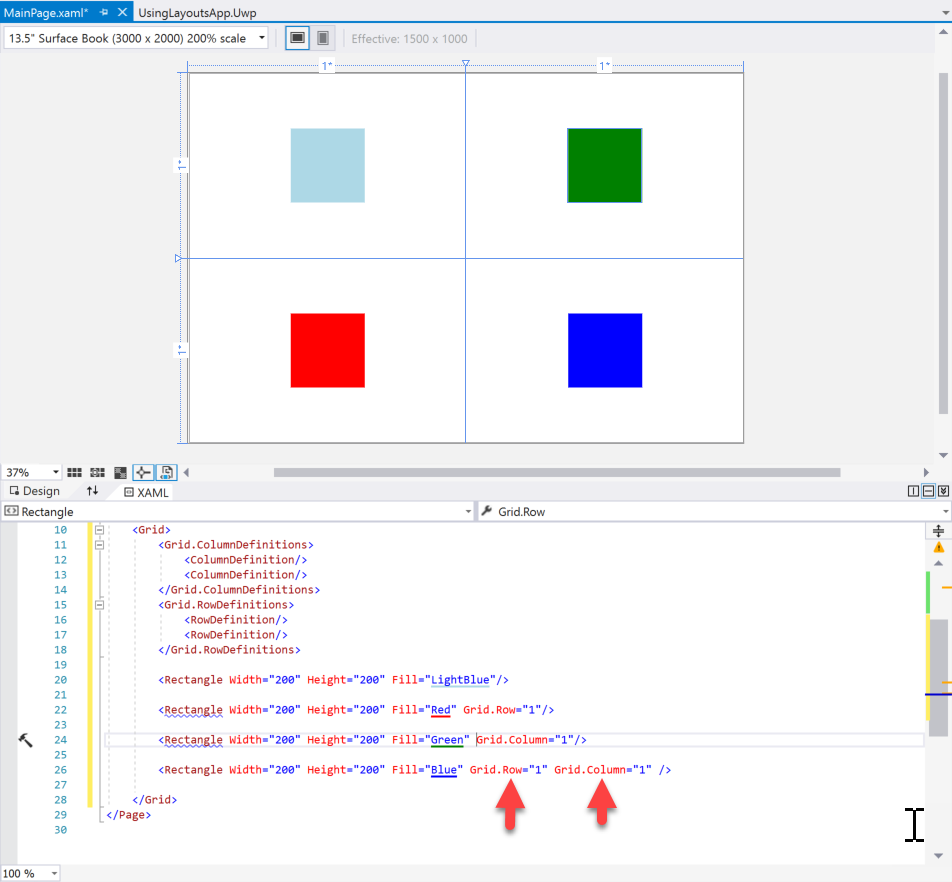 MainPage.xaml* UsingLayoutsApp.Uwp
13.5" Surface Book (3000 x 2000) 200% scale Effective: 1500 x 1000
1* 1*
1*
1*
37%
Design XAML
Rectangle Grid.Row
10 <Grid>
11 <Grid.ColumnDefinitions>
12 <ColumnDefinition/>
13 <ColumnDefinition/>
14 </Grid.ColumnDefinitions>
15 <Grid.RowDefinitions>
16 <RowDefinition/>
17 <RowDefinition/>
18 </Grid.RowDefinitions>
19
20 <Rectangle Width="200" Height="200" Fill="LightBlue"/>
21
22 <Rectangle Width="200" Height="200" Fill="Red" Grid.Row="1"/>
23
24 <Rectangle Width="200" Height="200" Fill="Green" Grid.Column="1"/>
25
26 <Rectangle Width="200" Height="200" Fill="Blue" Grid.Row="1" Grid.Column="1" />
27
28 </Grid>
29 </Page>
30
100 %